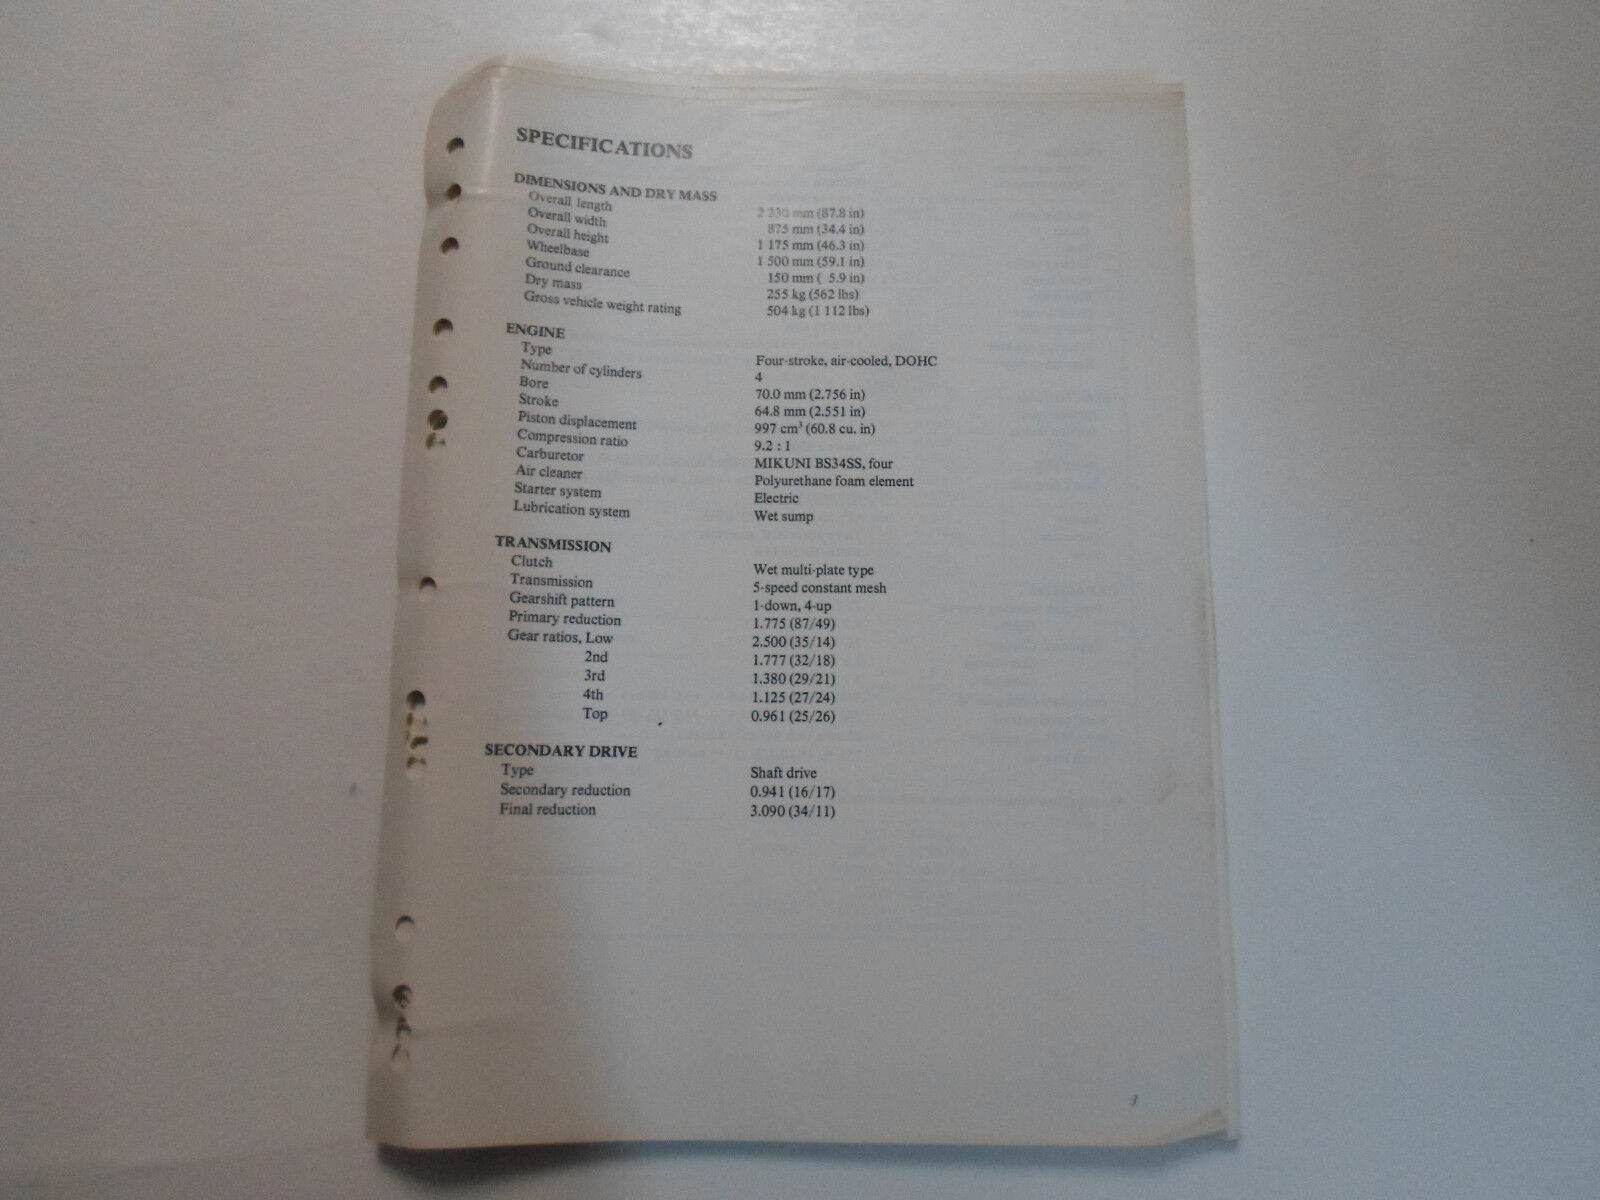 SPECIFICATIONS
DIMENSIONS AND DRY MASS
Overall length 2 230 mm (87.8 in)
Overall width 875 mm (34.4 in)
Overall height 1 175 mm (46.3 in)
Wheelbase 1 500 mm (59.1 in)
Ground clearance 150 mm ( 5.9 in)
Dry mass 255 kg (562 lbs)
Gross vehicle weight rating 504 kg (1 112 lbs)
ENGINE
Type Four-stroke, air-cooled, DOHC
Number of cylinders 4
Bore 70.0 mm (2.756 in)
Stroke 64.8 mm (2.551 in)
Piston displacement 997 cm³ (60.8 cu. in)
Compression ratio 9.2 : 1
Carburetor MIKUNI BS34SS, four
Air cleaner Polyurethane foam element
Starter system Electric
Lubrication system Wet sump
TRANSMISSION
Clutch Wet multi-plate type
Transmission 5-speed constant mesh
Gearshift pattern 1-down, 4-up
Primary reduction 1.775 (87/49)
Gear ratios, Low 2.500 (35/14)
2nd 1.777 (32/18)
3rd 1.380 (29/21)
4th 1.125 (27/24)
Top 0.961 (25/26)
SECONDARY DRIVE
Type Shaft drive
Secondary reduction 0.941 (16/17)
Final reduction 3.090 (34/11)
3